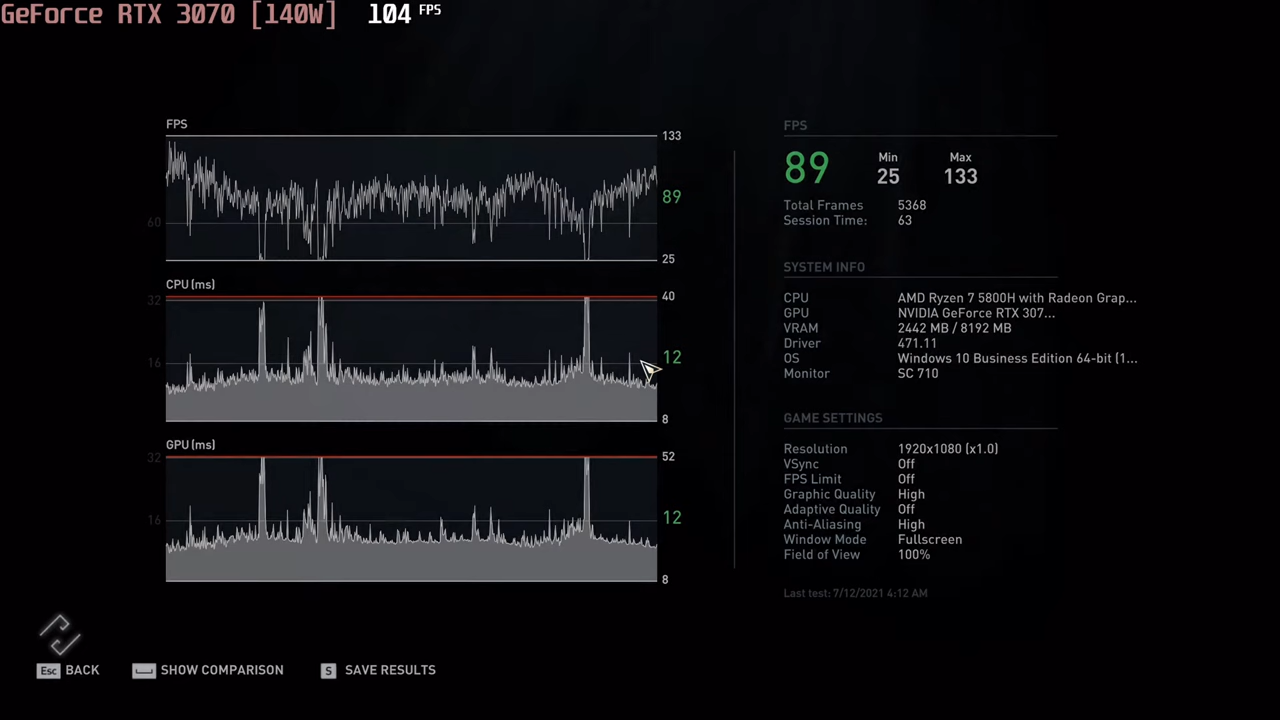 GeForce RTX 3070 [140W] 104 FPS
FPS
133
89
60
25
CPU (ms)
32
40
16
12
8
GPU (ms)
32
52
16
12
8
FPS
89
Min
Max
25
133
Total Frames 5368
Session Time: 63
SYSTEM INFO
CPU AMD Ryzen 7 5800H with Radeon Grap...
GPU NVIDIA GeForce RTX 307...
VRAM 2442 MB / 8192 MB
Driver 471.11
OS Windows 10 Business Edition 64-bit (1...
Monitor SC 710
GAME SETTINGS
Resolution 1920x1080 (x1.0)
VSync Off
FPS Limit Off
Graphic Quality High
Adaptive Quality Off
Anti-Aliasing High
Window Mode Fullscreen
Field of View 100%
Last test: 7/12/2021 4:12 AM
Esc BACK SHOW COMPARISON S SAVE RESULTS